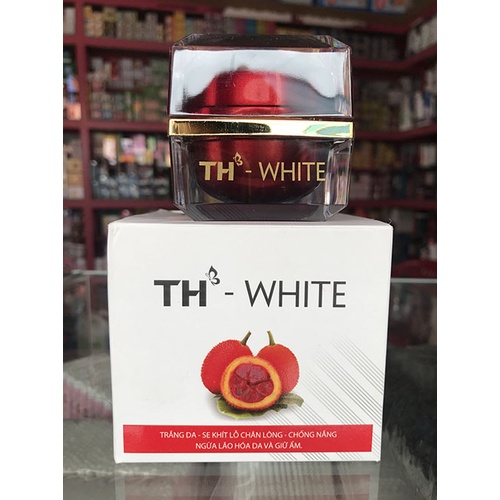 TH - WHITE
TH - WHITE
TRẮNG DA - SE KHÍT LỖ CHÂN LÔNG - CHỐNG NẮNG
NGỪA LÃO HÓA DA VÀ GIỮ ẨM.